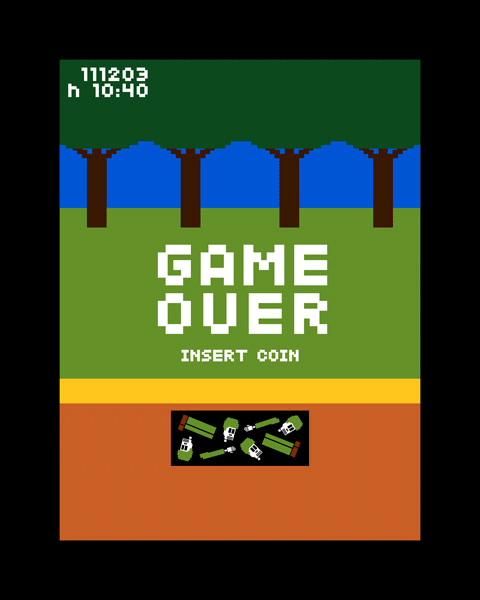 111203
h 10:40
GAME
OVER
INSERT COIN